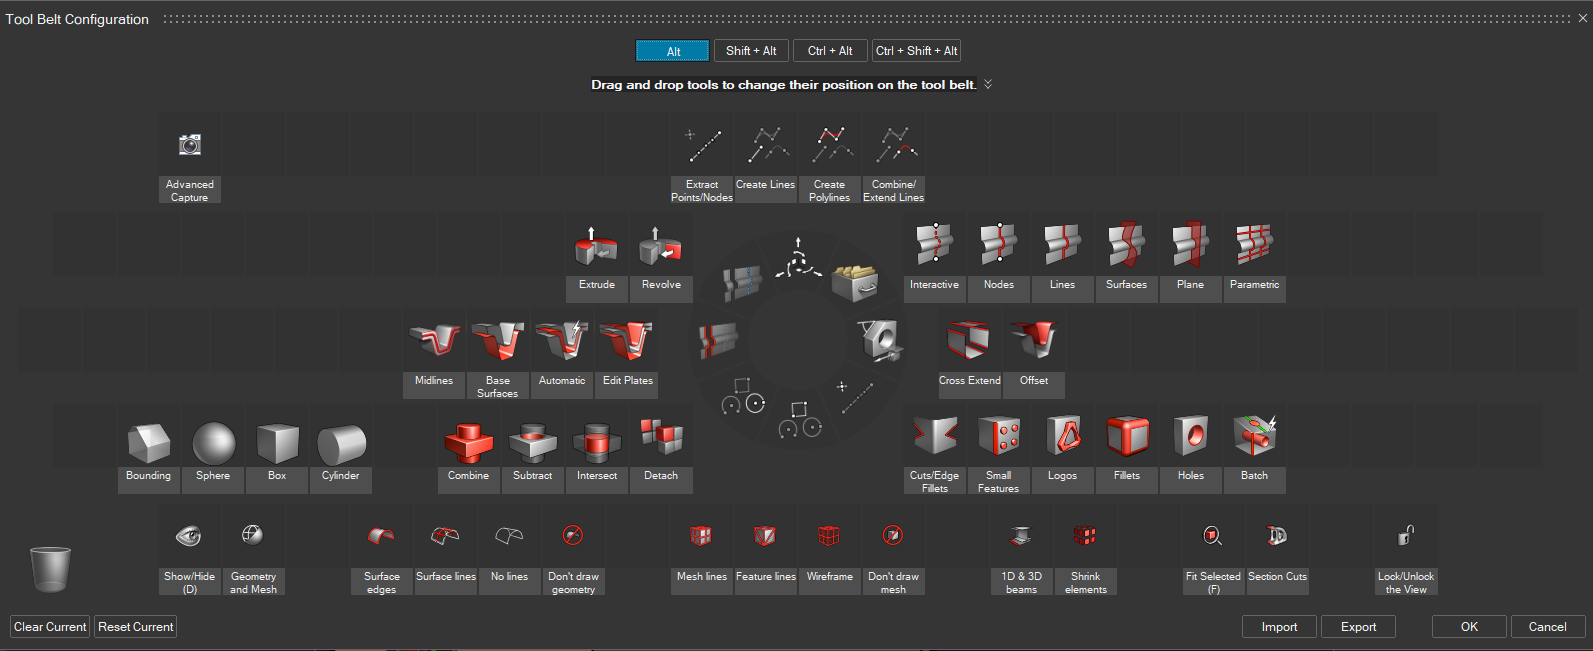 Tool Belt Configuration
Alt
Shift + Alt
Ctrl + Alt
Ctrl + Shift + Alt
Drag and drop tools to change their position on the tool belt.
Advanced
Capture
Extract
Points/Nodes
Create Lines
Create
Polylines
Combine/
Extend Lines
Extrude
Revolve
Interactive
Nodes
Lines
Surfaces
Plane
Parametric
Midlines
Base
Surfaces
Automatic
Edit Plates
Cross Extend
Offset
Bounding
Sphere
Box
Cylinder
Combine
Subtract
Intersect
Detach
Cuts/Edge
Fillets
Small
Features
Logos
Fillets
Holes
Batch
Show/Hide
(D)
Geometry
and Mesh
Surface
edges
Surface lines
No lines
Don't draw
geometry
Mesh lines
Feature lines
Wireframe
Don't draw
mesh
1D & 3D
beams
Shrink
elements
Fit Selected
(F)
Section Cuts
Lock/Unlock
the View
Clear Current
Reset Current
Import
Export
OK
Cancel